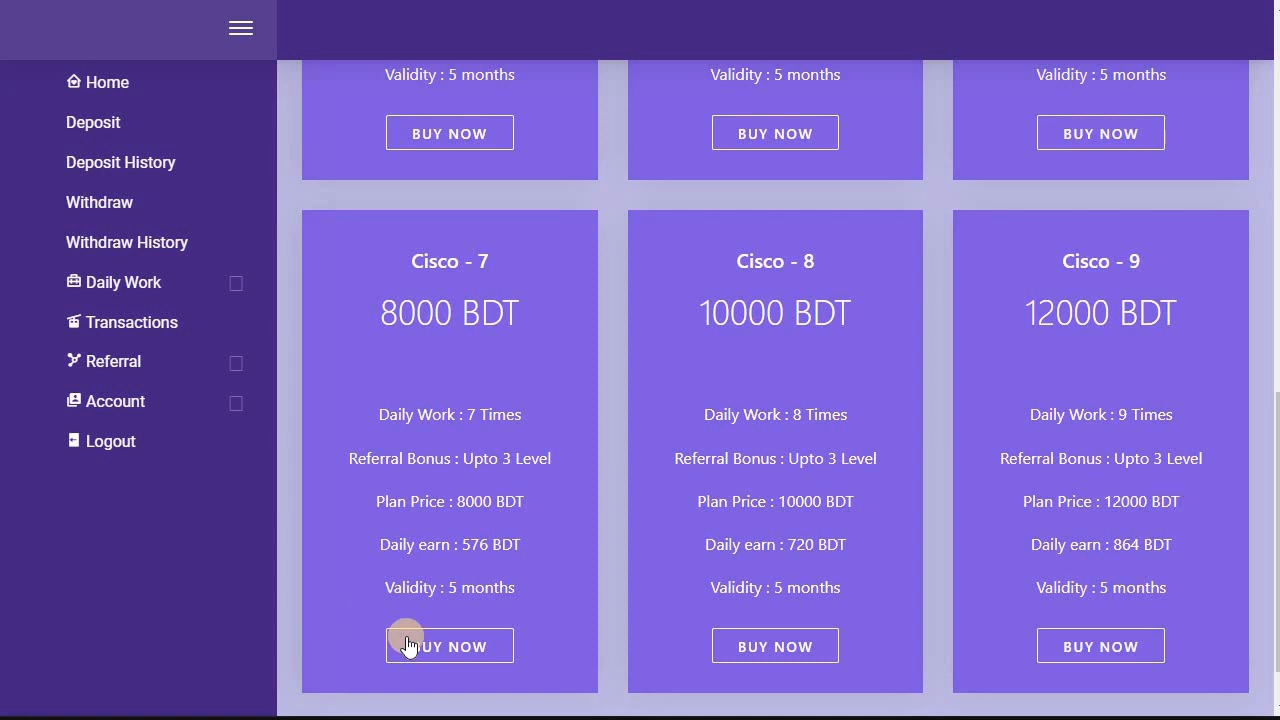 Home
Deposit
Deposit History
Withdraw
Withdraw History
Daily Work
Transactions
Referral
Account
Logout
Validity : 5 months
BUY NOW
Validity : 5 months
BUY NOW
Validity : 5 months
BUY NOW
Cisco - 7
8000 BDT
Daily Work : 7 Times
Referral Bonus : Upto 3 Level
Plan Price : 8000 BDT
Daily earn : 576 BDT
Validity : 5 months
BUY NOW
Cisco - 8
10000 BDT
Daily Work : 8 Times
Referral Bonus : Upto 3 Level
Plan Price : 10000 BDT
Daily earn : 720 BDT
Validity : 5 months
BUY NOW
Cisco - 9
12000 BDT
Daily Work : 9 Times
Referral Bonus : Upto 3 Level
Plan Price : 12000 BDT
Daily earn : 864 BDT
Validity : 5 months
BUY NOW